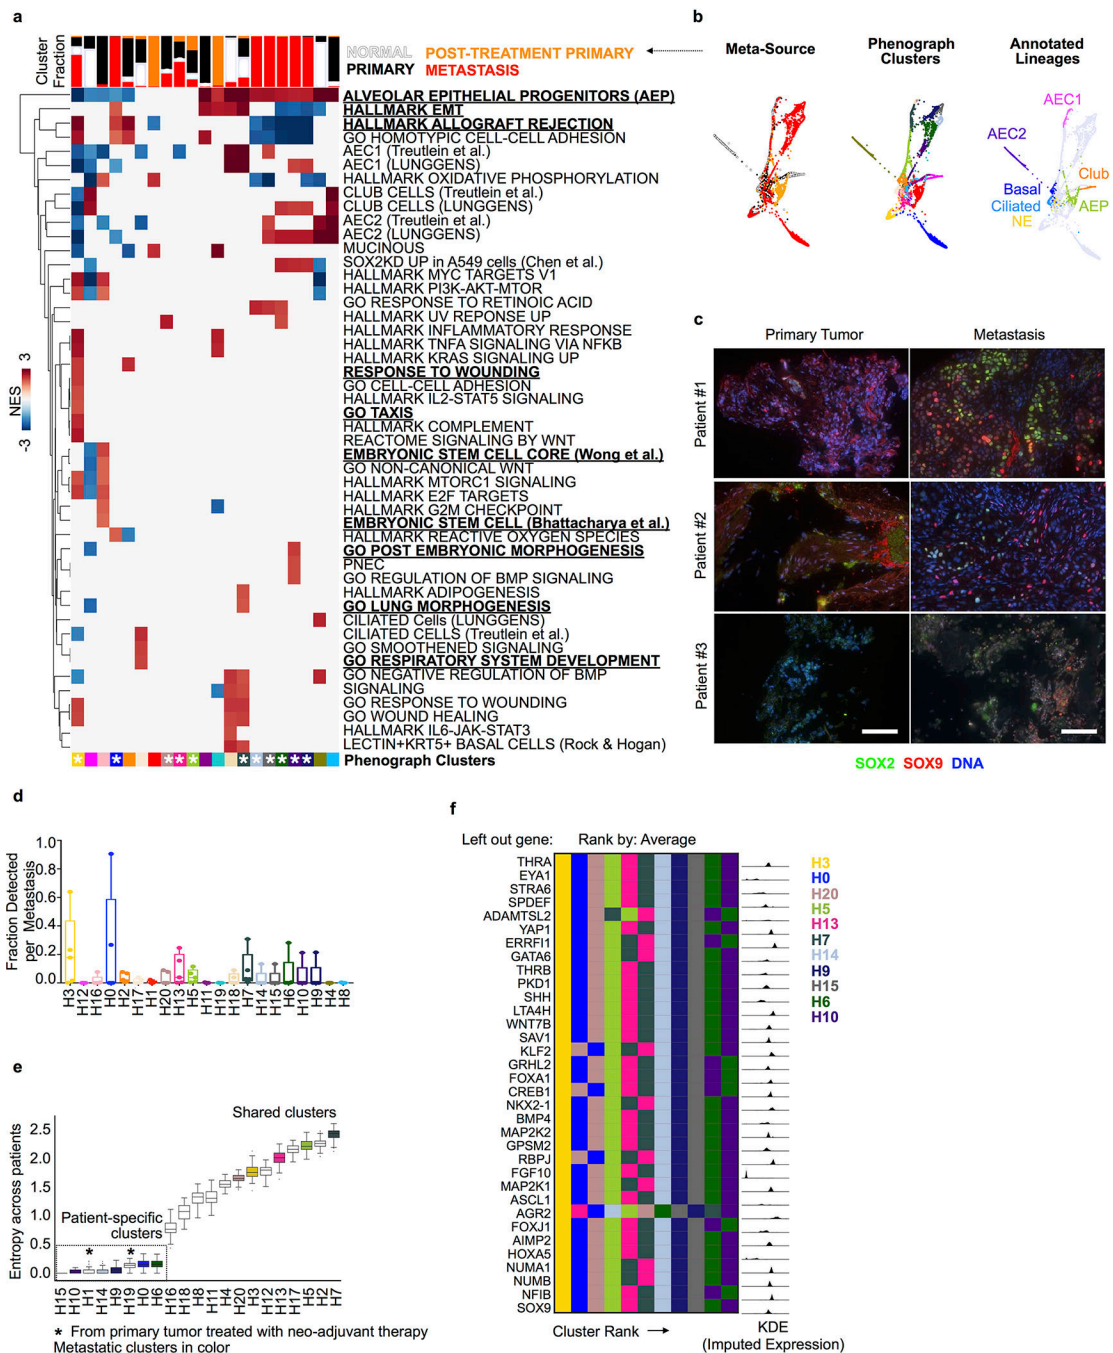 a
Cluster
Fraction
NORMAL POST-TREATMENT PRIMARY
PRIMARY METASTASIS
ALVEOLAR EPITHELIAL PROGENITORS (AEP)
HALLMARK EMT
HALLMARK ALLOGRAFT REJECTION
GO HOMOTYPIC CELL-CELL ADHESION
AEC1 (Treutlein et al.)
AEC1 (LUNGGENS)
HALLMARK OXIDATIVE PHOSPHORYLATION
CLUB CELLS (Treutlein et al.)
CLUB CELLS (LUNGGENS)
AEC2 (Treutlein et al.)
AEC2 (LUNGGENS)
MUCINOUS
SOX2KD UP in A549 cells (Chen et al.)
HALLMARK MYC TARGETS V1
HALLMARK PI3K-AKT-MTOR
GO RESPONSE TO RETINOIC ACID
HALLMARK UV REPONSE UP
HALLMARK INFLAMMATORY RESPONSE
HALLMARK TNFA SIGNALING VIA NFKB
HALLMARK KRAS SIGNALING UP
RESPONSE TO WOUNDING
GO CELL-CELL ADHESION
HALLMARK IL2-STAT5 SIGNALING
GO TAXIS
HALLMARK COMPLEMENT
REACTOME SIGNALING BY WNT
EMBRYONIC STEM CELL CORE (Wong et al.)
GO NON-CANONICAL WNT
HALLMARK MTORC1 SIGNALING
HALLMARK E2F TARGETS
HALLMARK G2M CHECKPOINT
EMBRYONIC STEM CELL (Bhattacharya et al.)
HALLMARK REACTIVE OXYGEN SPECIES
GO POST EMBRYONIC MORPHOGENESIS
PNEC
GO REGULATION OF BMP SIGNALING
HALLMARK ADIPOGENESIS
GO LUNG MORPHOGENESIS
CILIATED Cells (LUNGGENS)
CILIATED CELLS (Treutlein et al.)
GO SMOOTHENED SIGNALING
GO RESPIRATORY SYSTEM DEVELOPMENT
GO NEGATIVE REGULATION OF BMP
SIGNALING
GO RESPONSE TO WOUNDING
GO WOUND HEALING
HALLMARK IL6-JAK-STAT3
LECTIN+KRT5+ BASAL CELLS (Rock & Hogan)
Phenograph Clusters
-3 NES 3
* * * * * * * * * * *
b
Meta-Source
Phenograph
Clusters
Annotated
Lineages
AEC1
AEC2
Club
Basal
Ciliated
AEP
NE
c
Primary Tumor Metastasis
Patient #1
Patient #2
Patient #3
SOX2 SOX9 DNA
d
Fraction Detected
per Metastasis
1.0
0.8
0.6
0.4
0.2
0.0
H3 H12 H16 H0 H2 H17 H1 H20 H13 H5 H11 H19 H18 H7 H14 H15 H6 H10 H9 H4 H8
e
Entropy across patients
2.5
2.0
1.5
1.0
0.5
0.0
Shared clusters
Patient-specific
clusters
* *
H15 H10 H1 H14 H9 H19 H0 H6 H16 H18 H8 H11 H4 H20 H3 H12 H13 H17 H5 H2 H7
* From primary tumor treated with neo-adjuvant therapy
Metastatic clusters in color
f
Left out gene: Rank by: Average
THRA
EYA1
STRA6
SPDEF
ADAMTSL2
YAP1
ERRFI1
GATA6
THRB
PKD1
SHH
LTA4H
WNT7B
SAV1
KLF2
GRHL2
FOXA1
CREB1
NKX2-1
BMP4
MAP2K2
GPSM2
RBPJ
FGF10
MAP2K1
ASCL1
AGR2
FOXJ1
AIMP2
HOXA5
NUMA1
NUMB
NFIB
SOX9
H3
H0
H20
H5
H13
H7
H14
H9
H15
H6
H10
Cluster Rank →
KDE
(Imputed Expression)